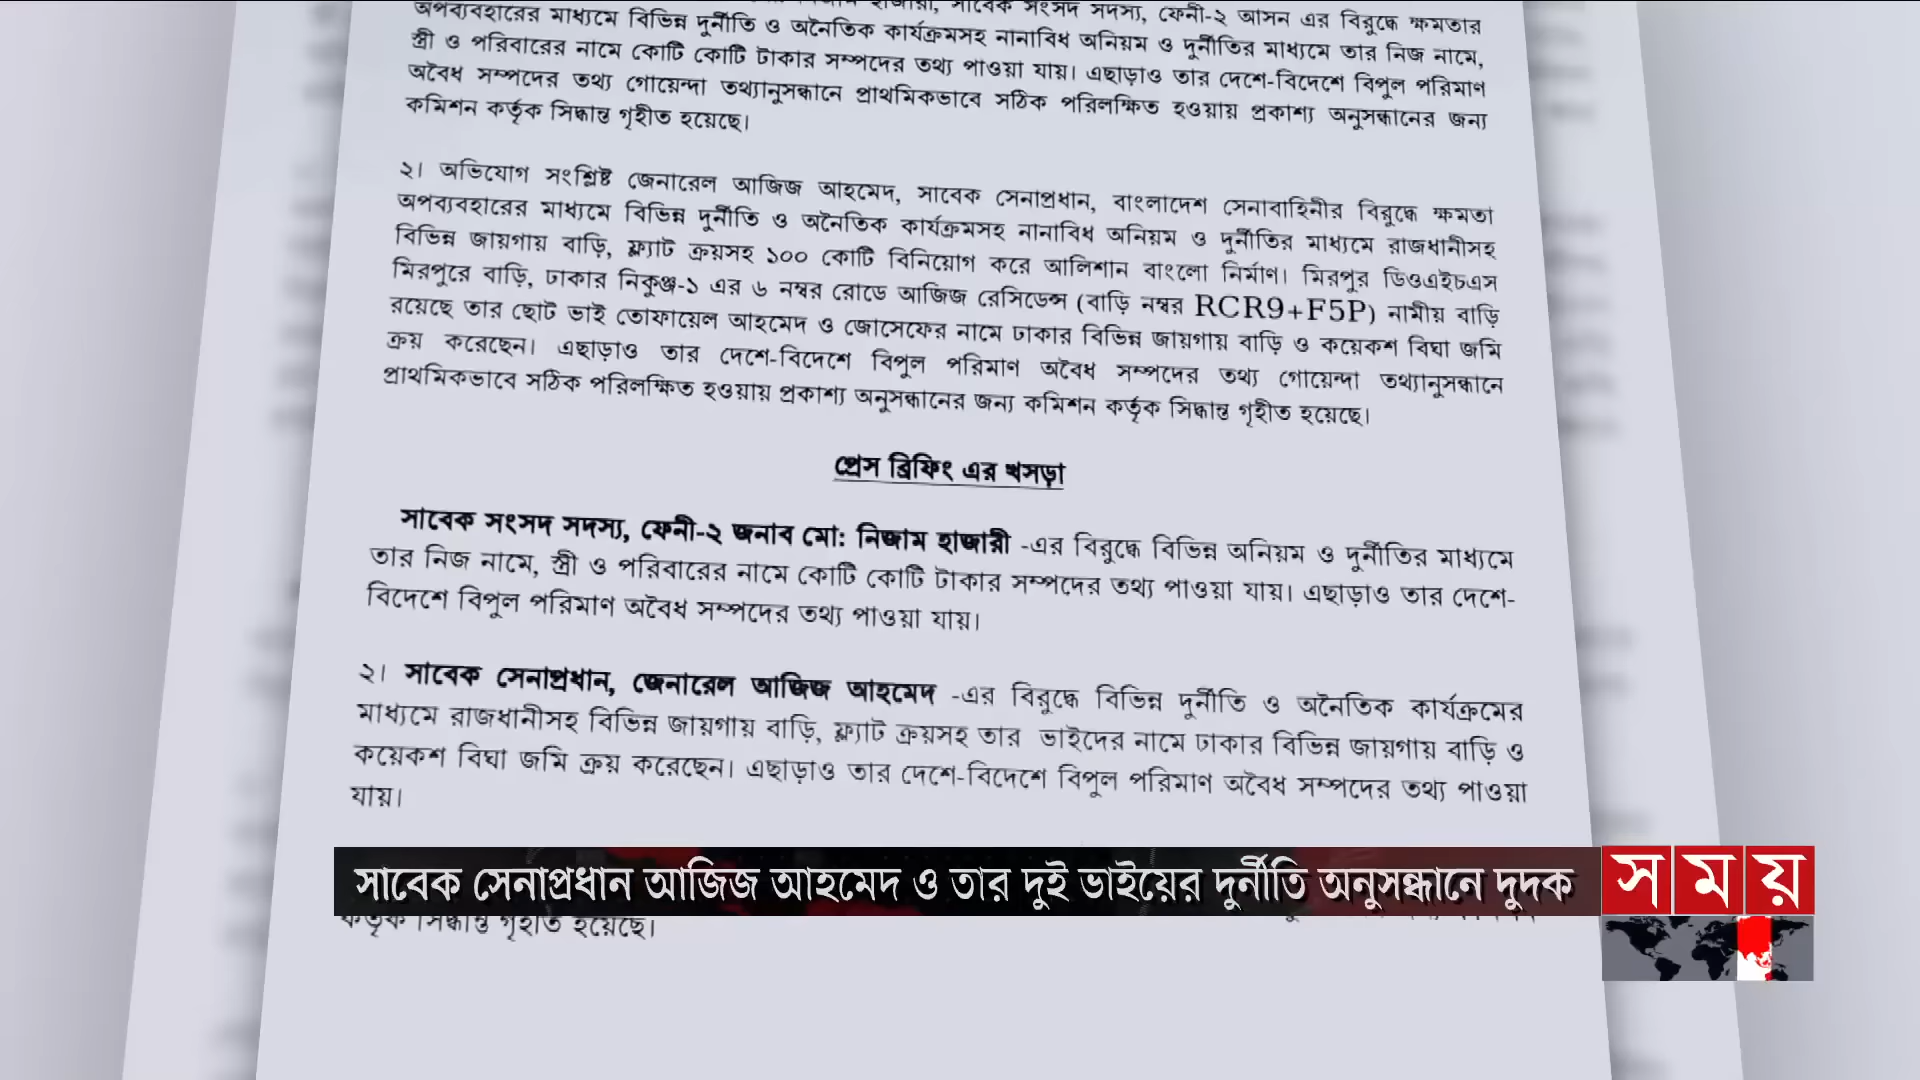 সাবেক সংসদ সদস্য, ফেনী-২ আসন এর বিরুদ্ধে ক্ষমতার
অপব্যবহারের মাধ্যমে বিভিন্ন দুর্নীতি ও অনৈতিক কার্যক্রমসহ নানাবিধ অনিয়ম ও দুর্নীতির মাধ্যমে তার নিজ নামে,
স্ত্রী ও পরিবারের নামে কোটি কোটি টাকার সম্পদের তথ্য পাওয়া যায়। এছাড়াও তার দেশে-বিদেশে বিপুল পরিমাণ
অবৈধ সম্পদের তথ্য গোয়েন্দা তথ্যানুসন্ধানে প্রাথমিকভাবে সঠিক পরিলক্ষিত হওয়ায় প্রকাশ্য অনুসন্ধানের জন্য
কমিশন কর্তৃক সিদ্ধান্ত গৃহীত হয়েছে।
২। অভিযোগ সংশ্লিষ্ট জেনারেল আজিজ আহমেদ, সাবেক সেনাপ্রধান, বাংলাদেশ সেনাবাহিনীর বিরুদ্ধে ক্ষমতা
অপব্যবহারের মাধ্যমে বিভিন্ন দুর্নীতি ও অনৈতিক কার্যক্রমসহ নানাবিধ অনিয়ম ও দুর্নীতির মাধ্যমে রাজধানীসহ
বিভিন্ন জায়গায় বাড়ি, ফ্ল্যাট ক্রয়সহ ১০০ কোটি বিনিয়োগ করে আলিশান বাংলো নির্মাণ। মিরপুর ডিওএইচএস
মিরপুরে বাড়ি, ঢাকার নিকুঞ্জ-১ এর ৬ নম্বর রোডে আজিজ রেসিডেন্স (বাড়ি নম্বর RCR9+F5P) নামীয় বাড়ি
রয়েছে তার ছোট ভাই তোফায়েল আহমেদ ও জোসেফের নামে ঢাকার বিভিন্ন জায়গায় বাড়ি ও কয়েকশ বিঘা জমি
ক্রয় করেছেন। এছাড়াও তার দেশে-বিদেশে বিপুল পরিমাণ অবৈধ সম্পদের তথ্য গোয়েন্দা তথ্যানুসন্ধানে
প্রাথমিকভাবে সঠিক পরিলক্ষিত হওয়ায় প্রকাশ্য অনুসন্ধানের জন্য কমিশন কর্তৃক সিদ্ধান্ত গৃহীত হয়েছে।
প্রেস ব্রিফিং এর খসড়া
সাবেক সংসদ সদস্য, ফেনী-২ জনাব মো: নিজাম হাজারী -এর বিরুদ্ধে বিভিন্ন অনিয়ম ও দুর্নীতির মাধ্যমে
তার নিজ নামে, স্ত্রী ও পরিবারের নামে কোটি কোটি টাকার সম্পদের তথ্য পাওয়া যায়। এছাড়াও তার দেশে-
বিদেশে বিপুল পরিমাণ অবৈধ সম্পদের তথ্য পাওয়া যায়।
২। সাবেক সেনাপ্রধান, জেনারেল আজিজ আহমেদ -এর বিরুদ্ধে বিভিন্ন দুর্নীতি ও অনৈতিক কার্যক্রমের
মাধ্যমে রাজধানীসহ বিভিন্ন জায়গায় বাড়ি, ফ্ল্যাট ক্রয়সহ তার ভাইদের নামে ঢাকার বিভিন্ন জায়গায় বাড়ি ও
কয়েকশ বিঘা জমি ক্রয় করেছেন। এছাড়াও তার দেশে-বিদেশে বিপুল পরিমাণ অবৈধ সম্পদের তথ্য পাওয়া
যায়।
সাবেক সেনাপ্রধান আজিজ আহমেদ ও তার দুই ভাইয়ের দুর্নীতি অনুসন্ধানে দুদক
সময়
কর্তৃক সিদ্ধান্ত গৃহীত হয়েছে।